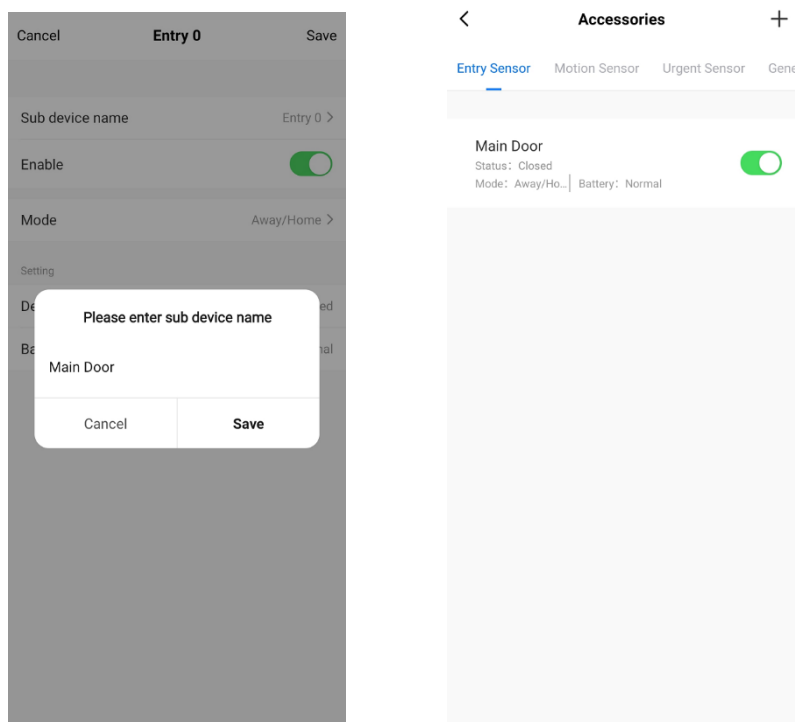 Cancel Entry 0 Save
Sub device name Entry 0 >
Enable
Mode Away/Home >
Setting
De ed
Please enter sub device name
Ba al
Main Door
Cancel Save
< Accessories +
Entry Sensor Motion Sensor Urgent Sensor Gene
Main Door
Status: Closed
Mode: Away/Ho... Battery: Normal